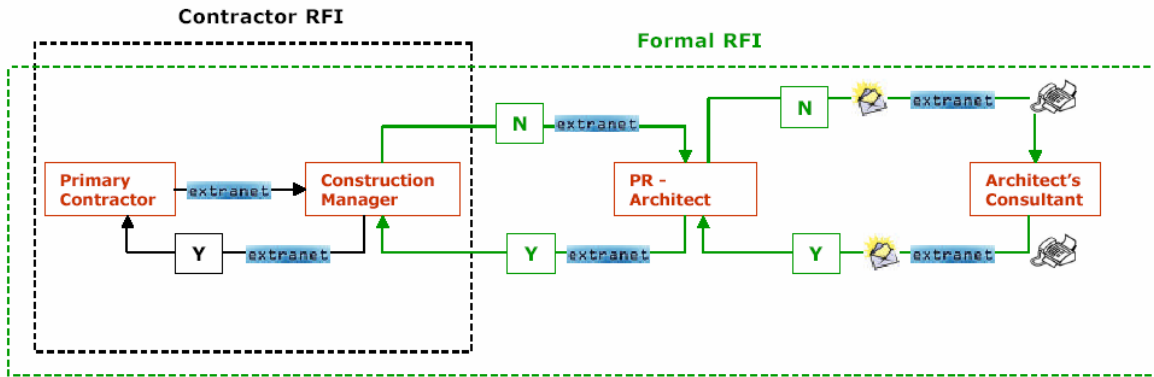 Contractor RFI
Formal RFI
N
extranet
N
extranet
Primary
Contractor
extranet
Construction
Manager
PR -
Architect
Architect's
Consultant
Y
extranet
Y
extranet
Y
extranet